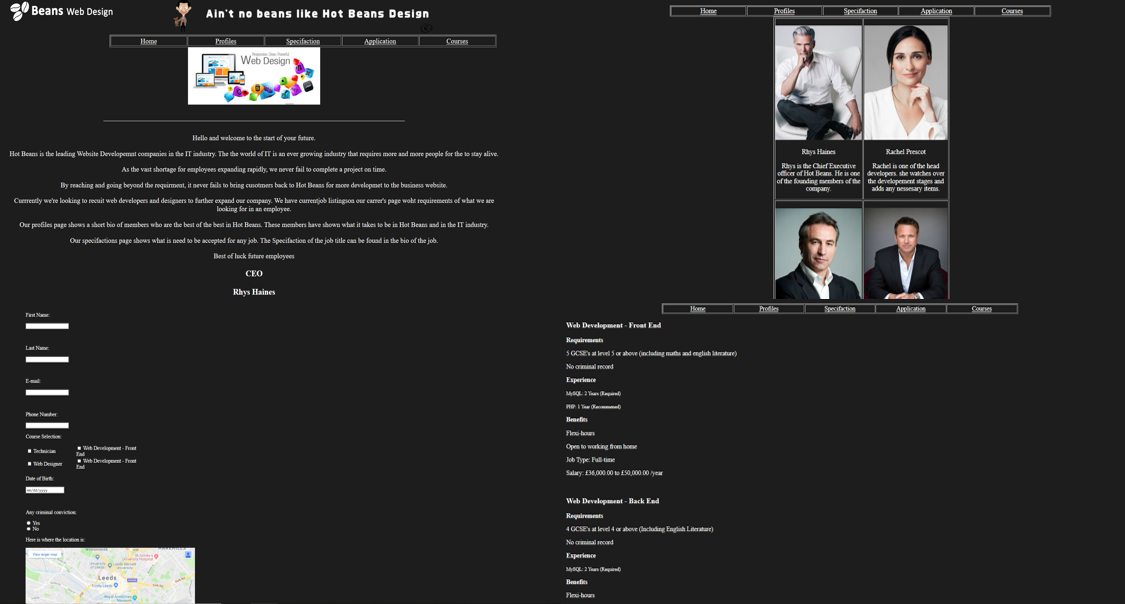 Beans Web Design
Ain't no beans like Hot Beans Design
Home Profiles Specifaction Application Courses
Web Design
Hello and welcome to the start of your future.
Hot Beans is the leading Website Developemnt companies in the IT industry. The the world of IT is an ever growing industry that requires more and more people for the to stay alive.
As the vast shortage for employees expanding rapidly, we never fail to complete a project on time.
By reaching and going beyond the requirment, it never fails to bring cusotmers back to Hot Beans for more developmet to the business website.
Currrently we're looking to recuit web developers and designers to further expand our company. We have currentjob listingson our carrer's page woht requirements of what we are
looking for in an employee.
Our profiles page shows a short bio of members who are the best of the best in Hot Beans. These members have shown what it takes to be in Hot Beans and in the IT industry.
Our specifactions page shows what is need to be accepted for any job. The Specifaction of the job title can be found in the bio of the job.
Best of luck future employees
CEO
Rhys Haines
First Name:
Last Name:
E-mail:
Phone Number:
Course Selection:
Technician
Web Development - Front
End
Web Designer
Web Development - Front
End
Date of Birth:
dd/mm/yyyy
Any criminal conviction:
Yes
No
Here is where the location is:
View larger map
Leeds
Home Profiles Specifaction Application Courses
Rhys Haines
Rhys is the Chief Executive
officer of Hot Beans. He is one
of the founding members of the
company.
Rachel Prescot
Rachel is one of the head
developers. she watches over
the developement stages and
adds any nessesary items.
Home Profiles Specifaction Application Courses
Web Development - Front End
Requirements
5 GCSE's at level 5 or above (including maths and english literature)
No criminal record
Experience
MySQL: 2 Years (Required)
PHP: 1 Year (Recommened)
Benefits
Flexi-hours
Open to working from home
Job Type: Full-time
Salary: £36,000.00 to £50,000.00 /year
Web Development - Back End
Requirements
4 GCSE's at level 4 or above (Including English Literature)
No criminal record
Experience
MySQL: 2 Years (Required)
Benefits
Flexi-hours